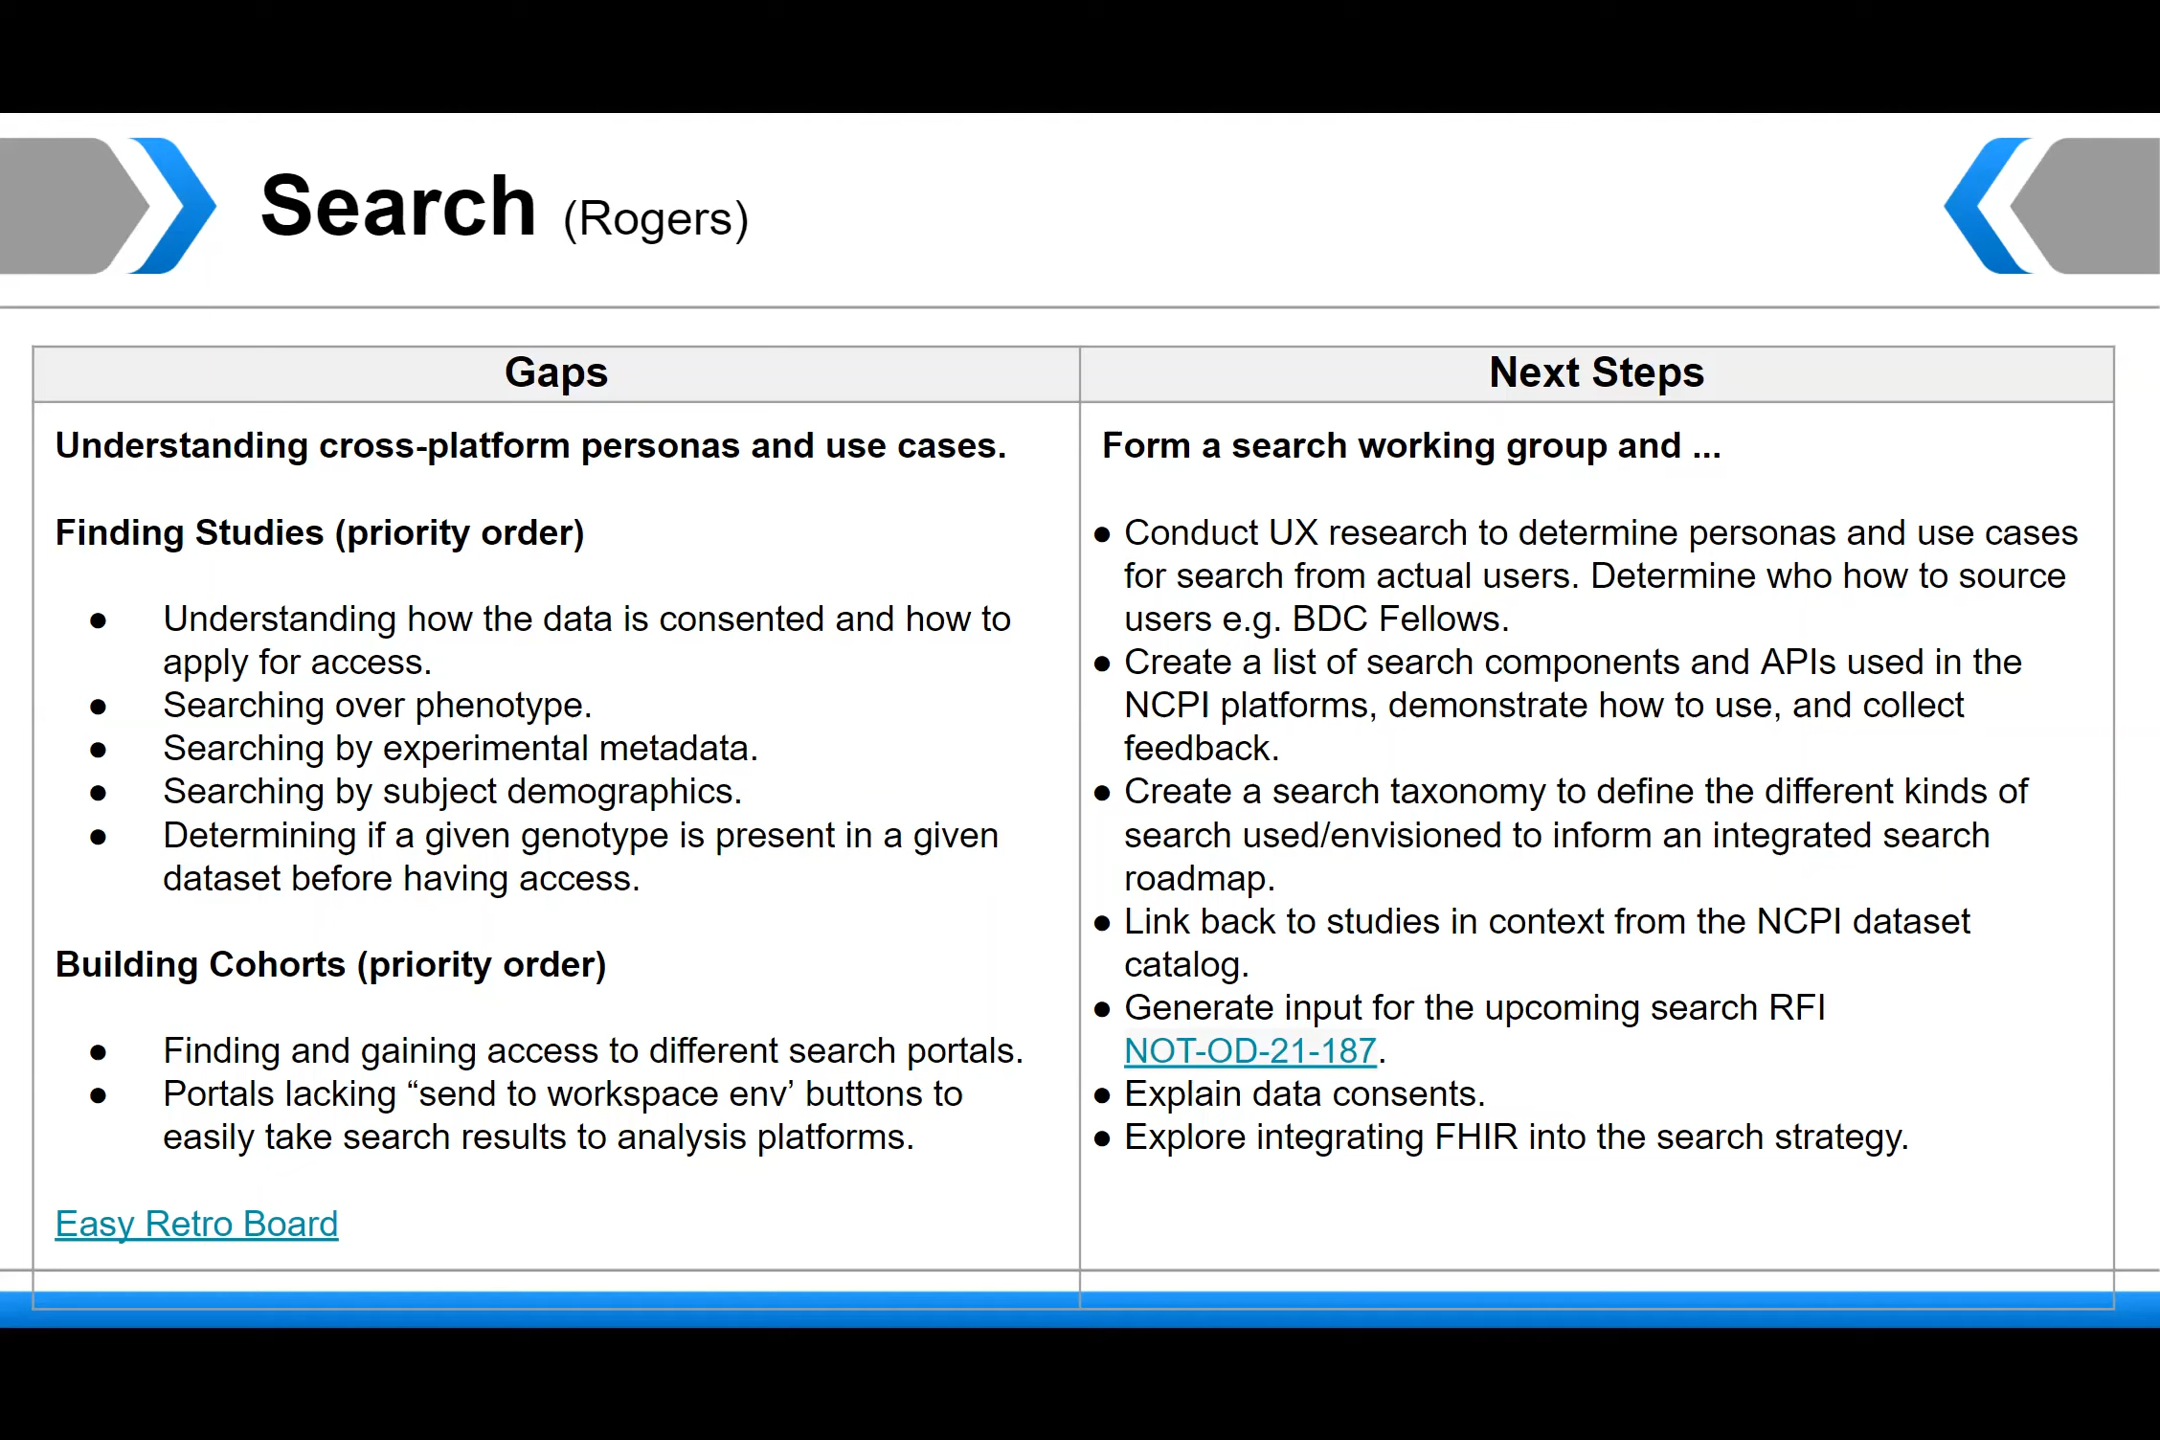 Search (Rogers)
Gaps
Understanding cross-platform personas and use cases.
Finding Studies (priority order)
● Understanding how the data is consented and how to
apply for access.
● Searching over phenotype.
● Searching by experimental metadata.
● Searching by subject demographics.
● Determining if a given genotype is present in a given
dataset before having access.
Building Cohorts (priority order)
● Finding and gaining access to different search portals.
● Portals lacking “send to workspace env’ buttons to
easily take search results to analysis platforms.
Easy Retro Board
Next Steps
Form a search working group and ...
● Conduct UX research to determine personas and use cases
for search from actual users. Determine who how to source
users e.g. BDC Fellows.
● Create a list of search components and APIs used in the
NCPI platforms, demonstrate how to use, and collect
feedback.
● Create a search taxonomy to define the different kinds of
search used/envisioned to inform an integrated search
roadmap.
● Link back to studies in context from the NCPI dataset
catalog.
● Generate input for the upcoming search RFI
NOT-OD-21-187.
● Explain data consents.
● Explore integrating FHIR into the search strategy.